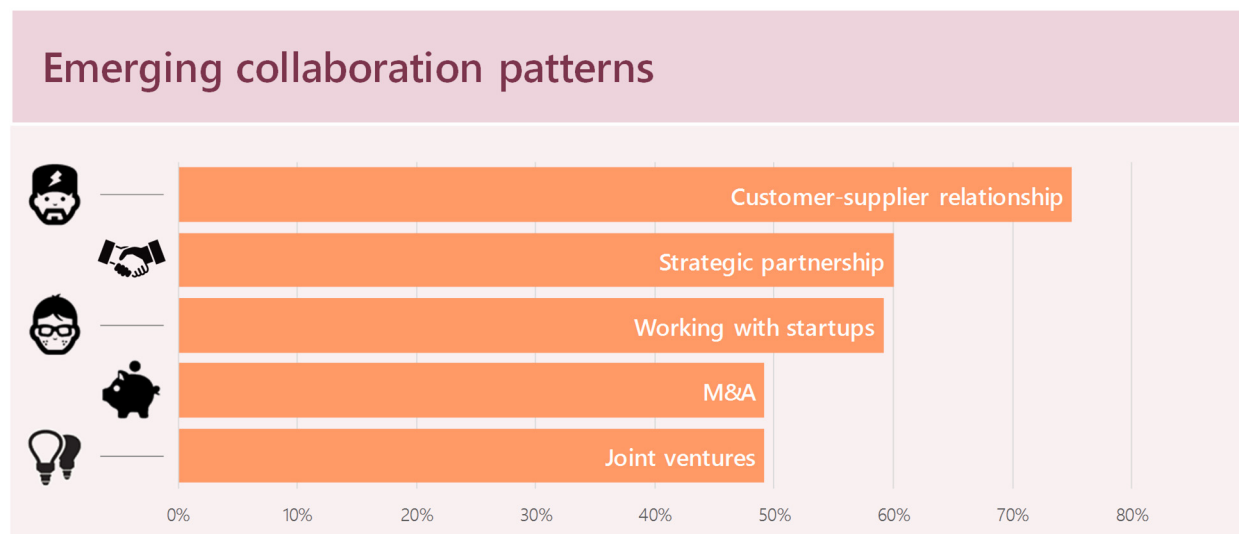 Emerging collaboration patterns
Customer-supplier relationship
Strategic partnership
Working with startups
M&A
Joint ventures
0% 10% 20% 30% 40% 50% 60% 70% 80%